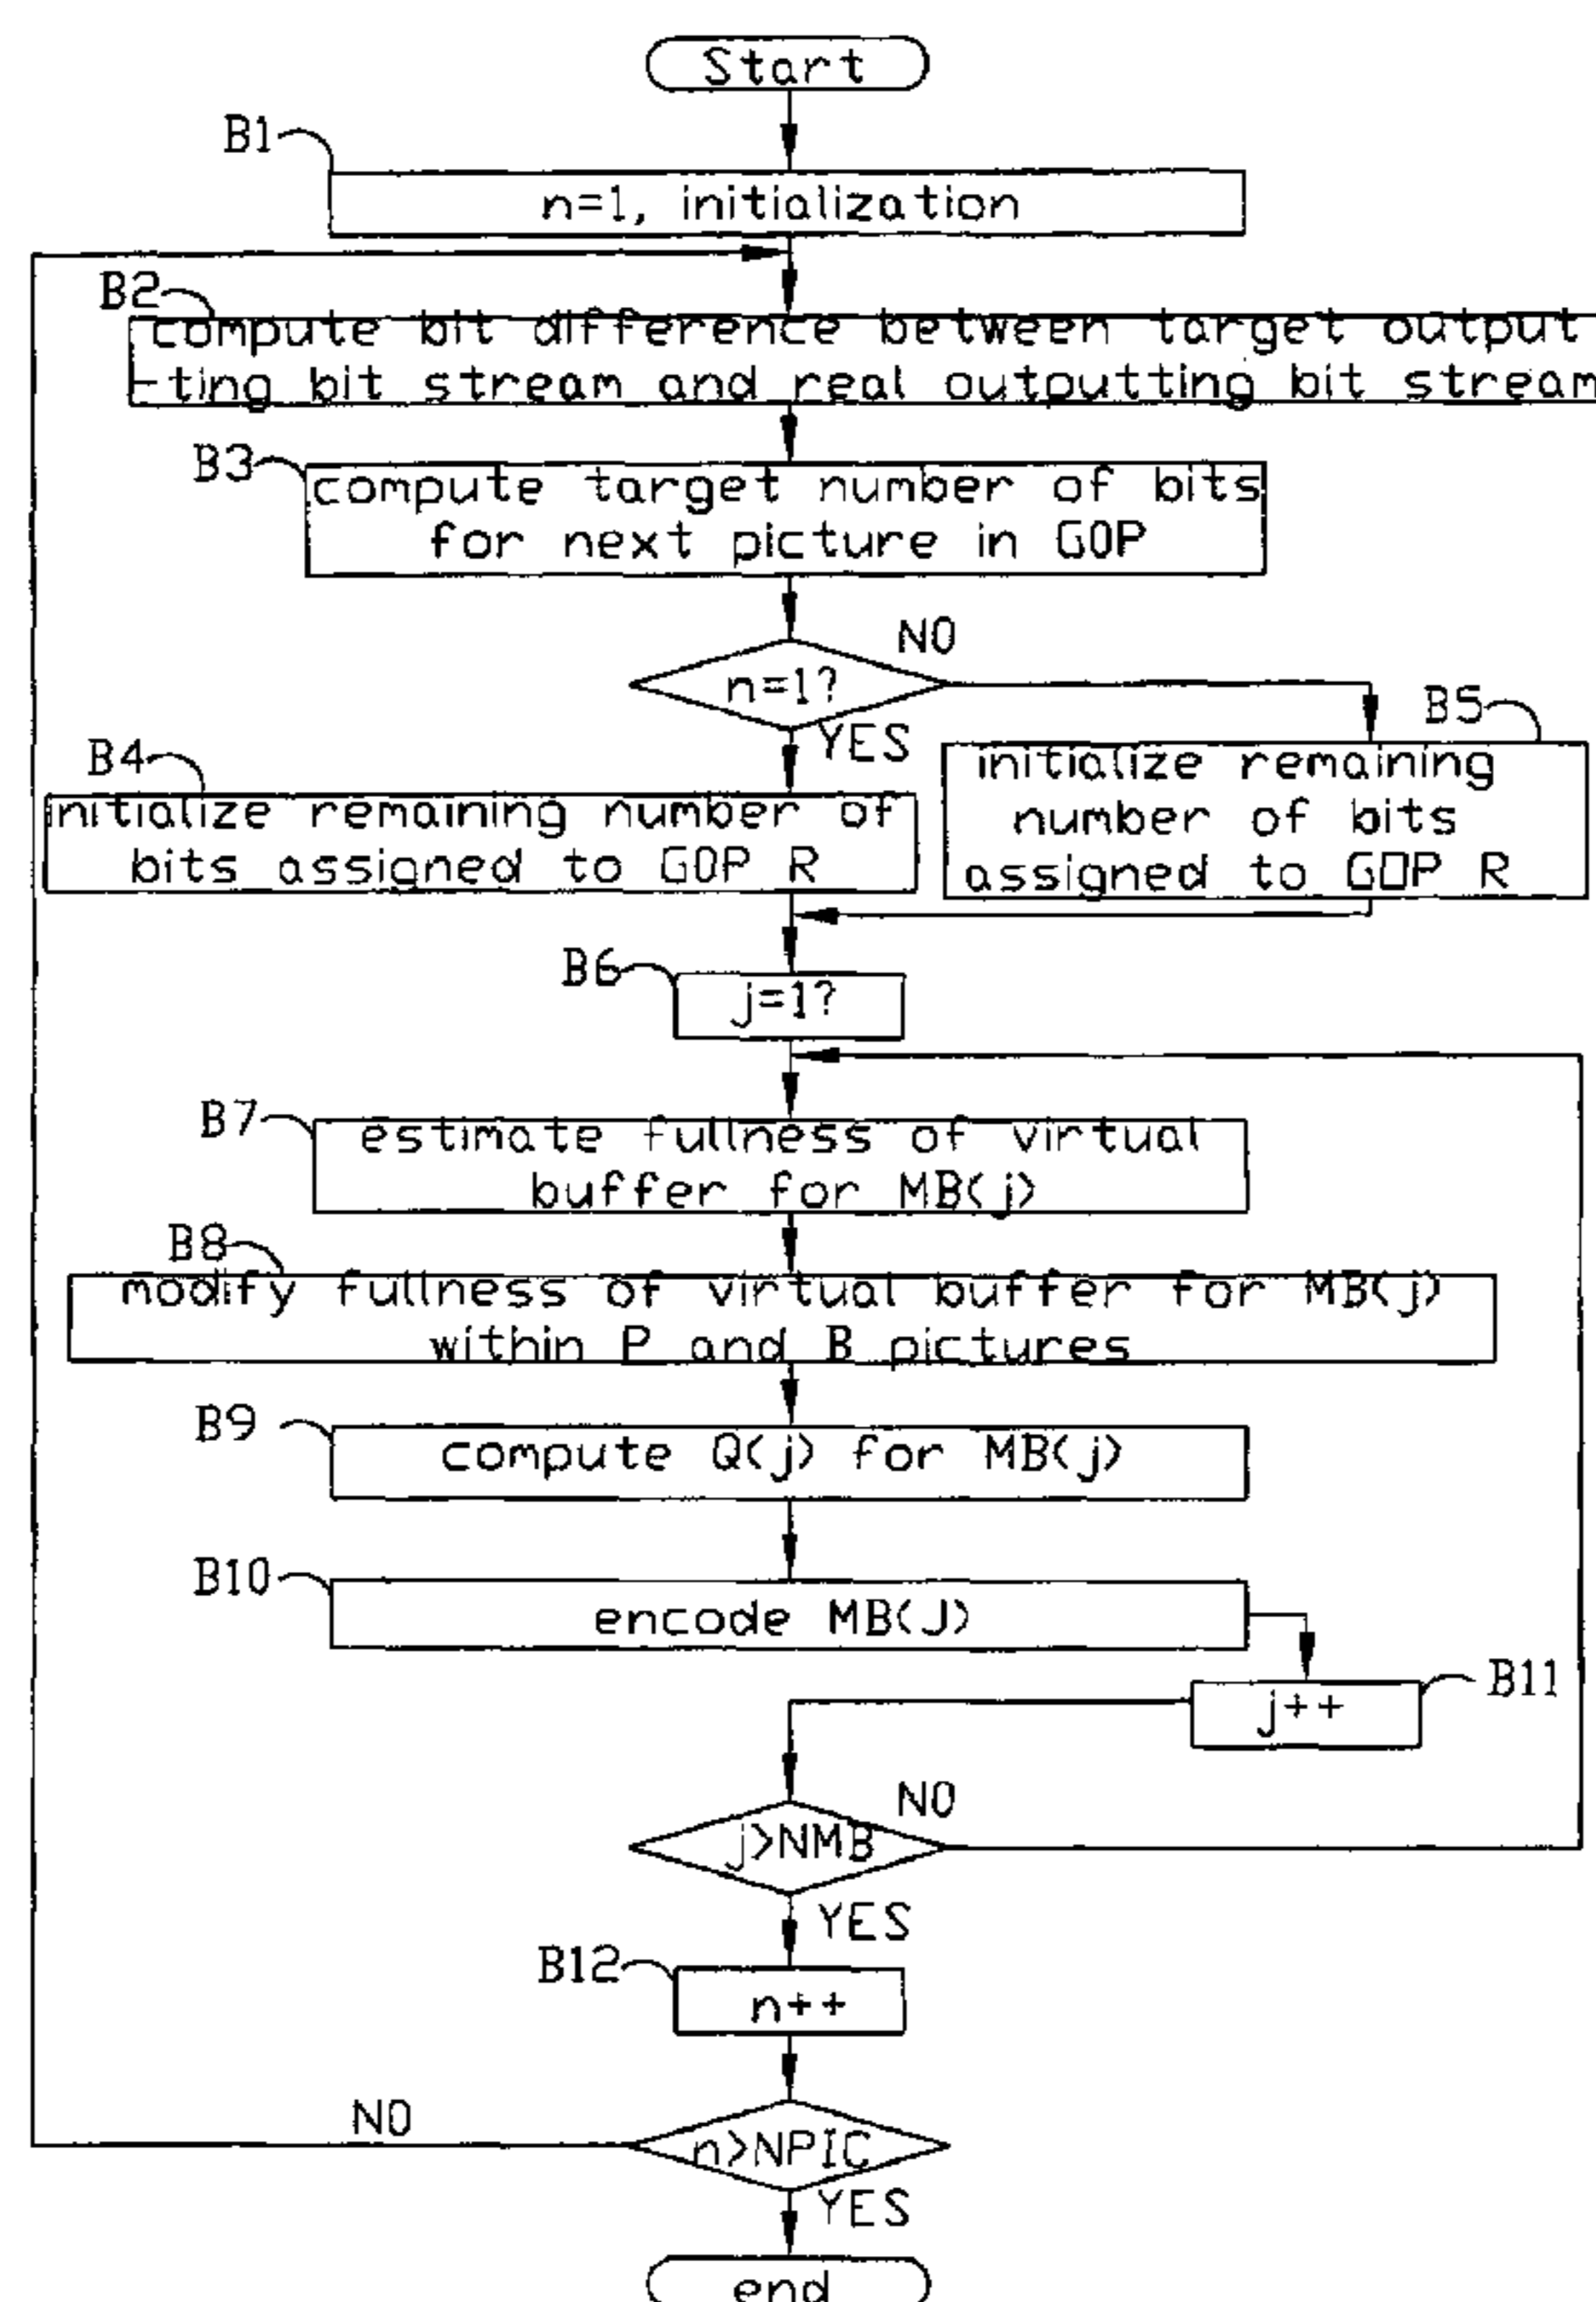 Start
B1
n=1, initialization
B2
compute bit difference between target output
-ting bit stream and real outputting bit stream
B3
compute target number of bits
for next picture in GOP
NO
n=1?
YES
B4
initialize remaining number of
bits assigned to GOP R
B5
initialize remaining
number of bits
assigned to GOP R
B6
j=1?
B7
estimate fullness of virtual
buffer for MB(j)
B8
modify fullness of virtual buffer for MB(j)
within P and B pictures
B9
compute Q(j) for MB(j)
B10
encode MB(J)
B11
j++
NO
j>NMB
YES
B12
n++
NO
n>NPIC
YES
end